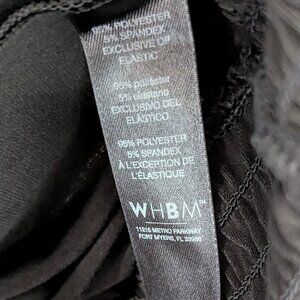 95% POLYESTER
5% SPANDEX
EXCLUSIVE OF
ELASTIC
95% poliéster
5% elastano
EXCLUSIVO DEL
ELÁSTICO
95% POLYESTER
5% SPANDEX
À L'EXCEPTION DE
L'ÉLASTIQUE
WHBM™
11215 METRO PARKWAY
FORT MYERS, FL 33966